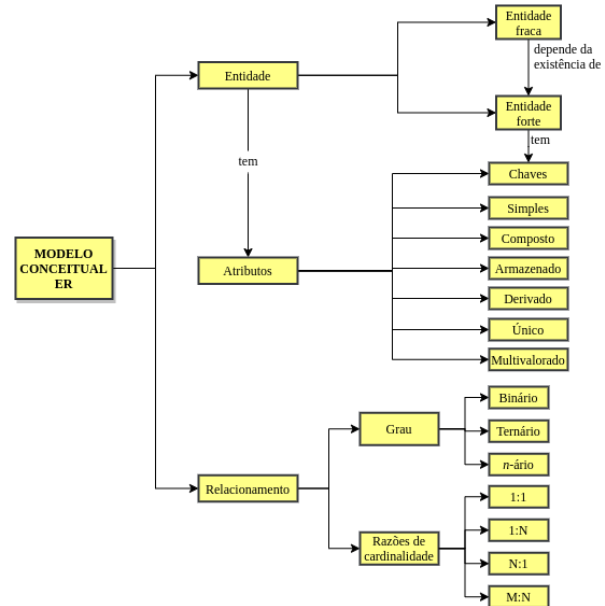 Entidade
fraca
depende da
existência de
Entidade
Entidade
forte
tem
tem
Chaves
Simples
Composto
MODELO
CONCEITUAL
ER
Atributos
Armazenado
Derivado
Único
Multivalorado
Binário
Grau
Ternário
n-ário
Relacionamento
1:1
1:N
Razões de
cardinalidade
N:1
M:N